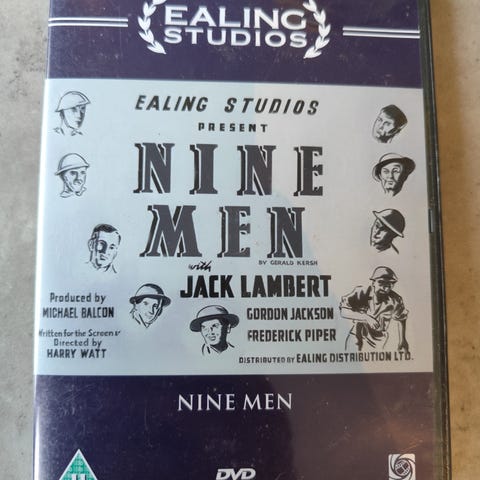 EALING
STUDIOS
EALING STUDIOS
PRESENT
NINE
MEN
BY GERALD KERSH
with
JACK LAMBERT
Produced by
MICHAEL BALCON
GORDON JACKSON
Written for the Screen &
Directed by
HARRY WATT
FREDERICK PIPER
DISTRIBUTED BY EALING DISTRIBUTION LTD.
NINE MEN
U
DVD